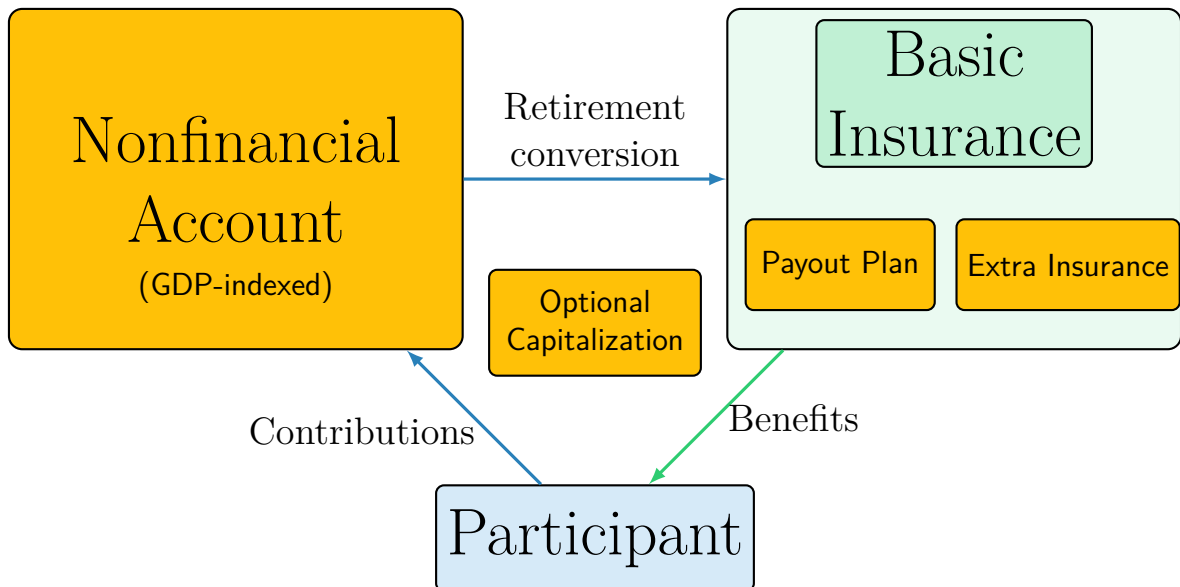 Nonfinancial
Account
(GDP-indexed)
Retirement
conversion
Basic
Insurance
Payout Plan
Extra Insurance
Optional
Capitalization
Contributions
Benefits
Participant